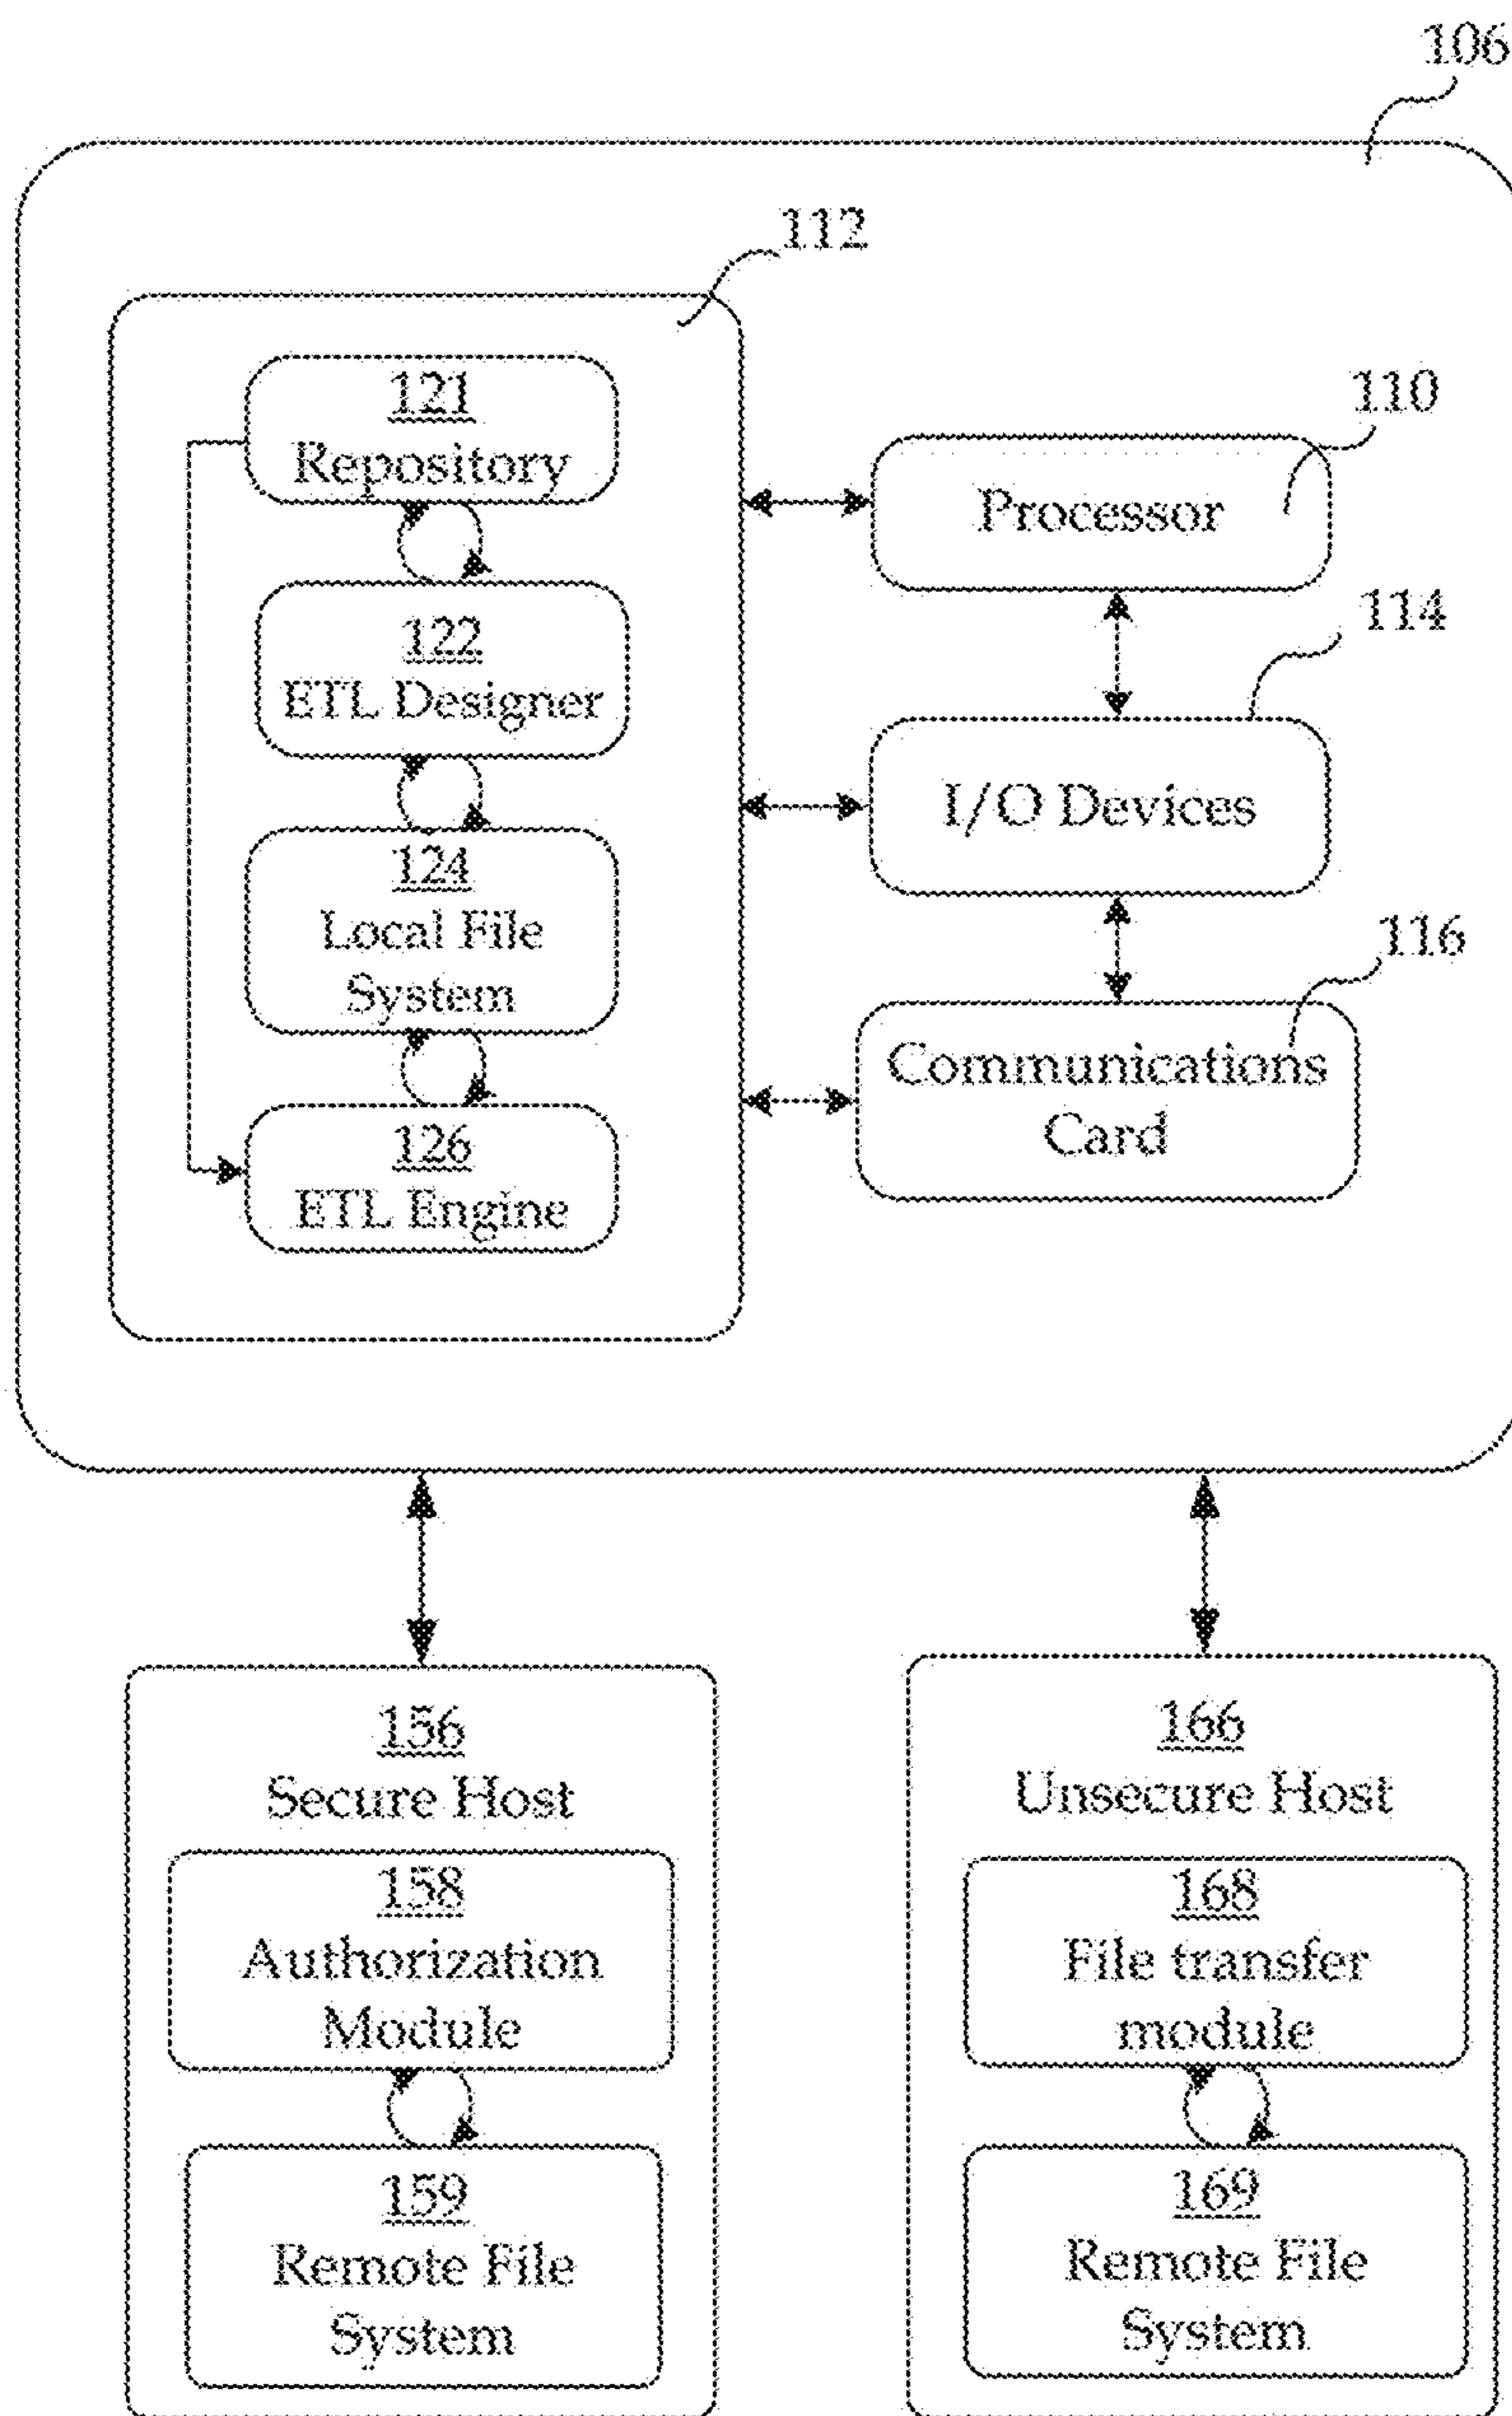 106
112
121
Repository
110
Processor
122
ETL Designer
114
I/O Devices
124
Local File
System
116
Communications
Card
126
ETL Engine
156
Secure Host
158
Authorization
Module
159
Remote File
System
166
Unsecure Host
168
File transfer
module
169
Remote File
System